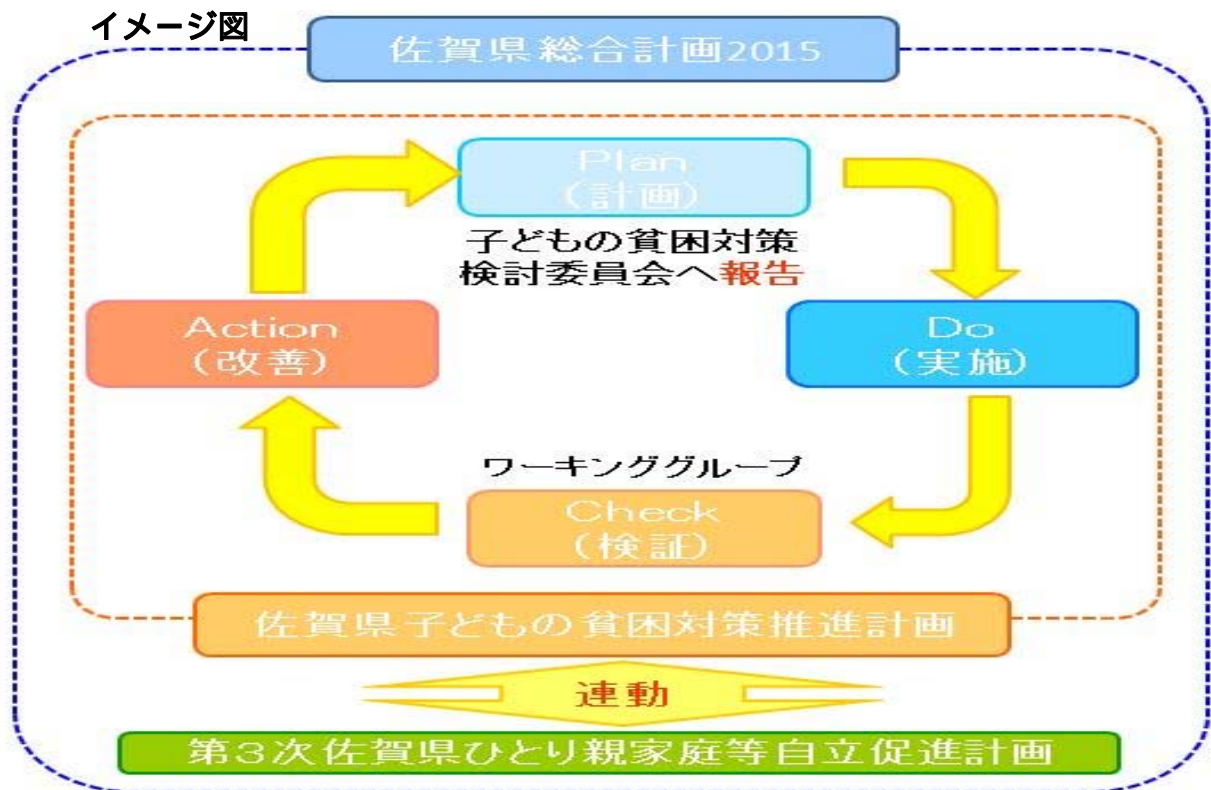 イメージ図
佐賀県総合計画2015
Plan
(計画)
子どもの貧困対策
検討委員会へ報告
Action
(改善)
Do
(実施)
ワーキンググループ
Check
(検証)
佐賀県子どもの貧困対策推進計画
連動
第3次佐賀県ひとり親家庭等自立促進計画